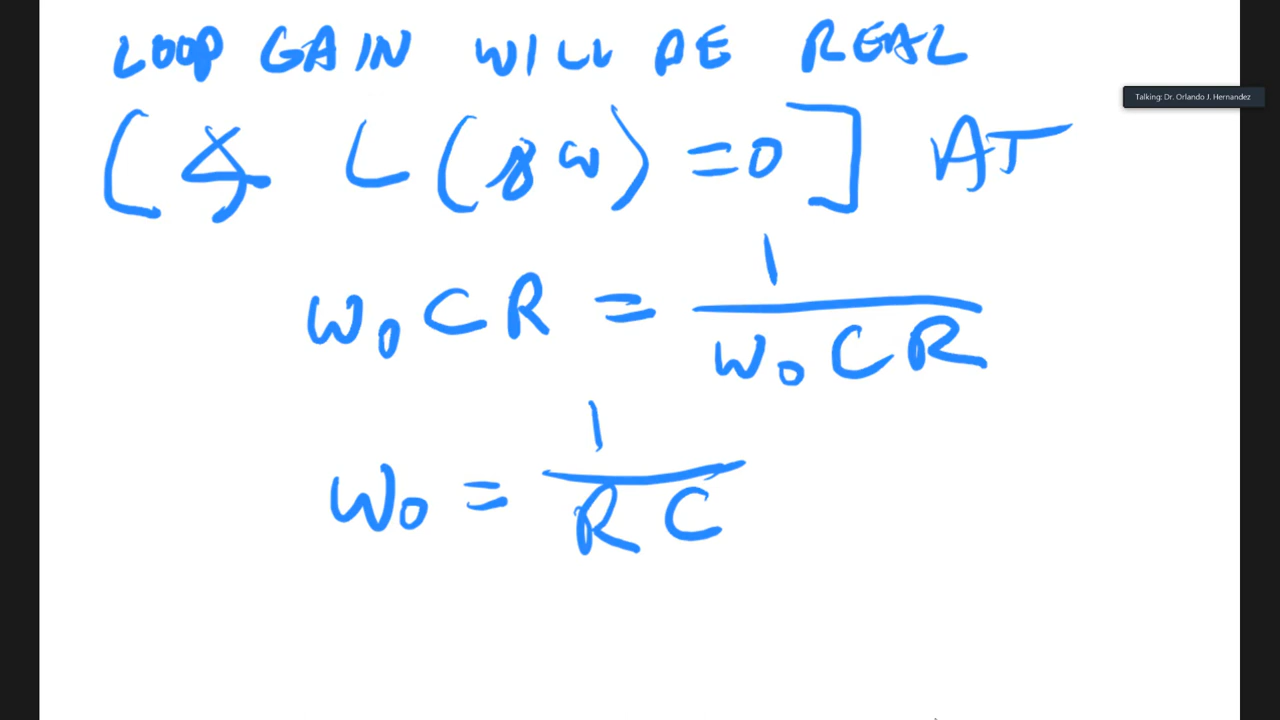 LOOP GAIN WILL BE REAL
Talking: Dr. Orlando J. Hernandez
[∡ L(jω) = 0] AT
ω₀CR = 1/(ω₀CR)
ω₀ = 1/(RC)